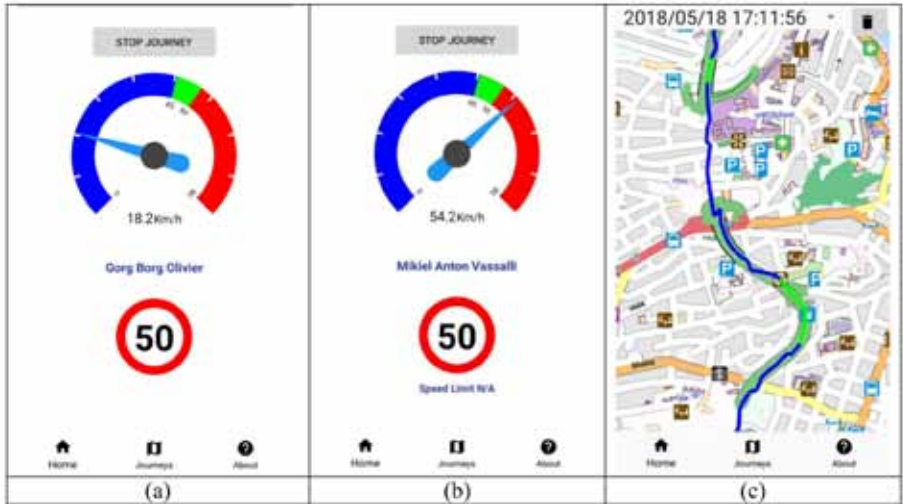 STOP JOURNEY
18.2Km/h
Gorg Borg Olivier
50
Home
Journeys
About
(a)
STOP JOURNEY
54.2Km/h
Mikiel Anton Vassalli
50
Speed Limit N/A
Home
Journeys
About
(b)
2018/05/18 17:11:56
P
P
P
P
P
P
P
Home
Journeys
About
(c)